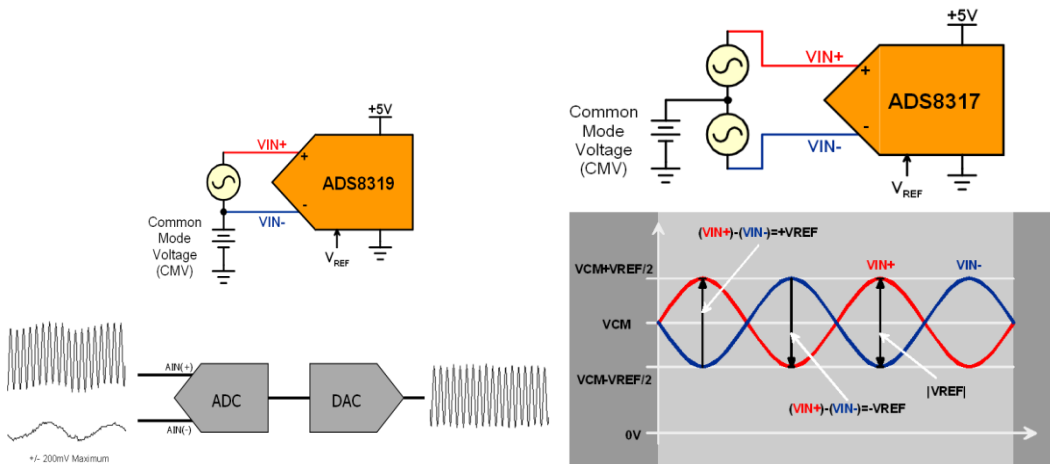 +5V
VIN+
+
ADS8319
-
VIN-
Common
Mode
Voltage
(CMV)
VREF
AIN(+)
ADC
DAC
AIN(-)
+/- 200mV Maximum
+5V
VIN+
+
ADS8317
Common
Mode
Voltage
(CMV)
-
VIN-
VREF
(VIN+)-(VIN-)=+VREF
VCM+VREF/2
VIN+
VIN-
VCM
VCM-VREF/2
|VREF|
(VIN+)-(VIN-)=-VREF
0V